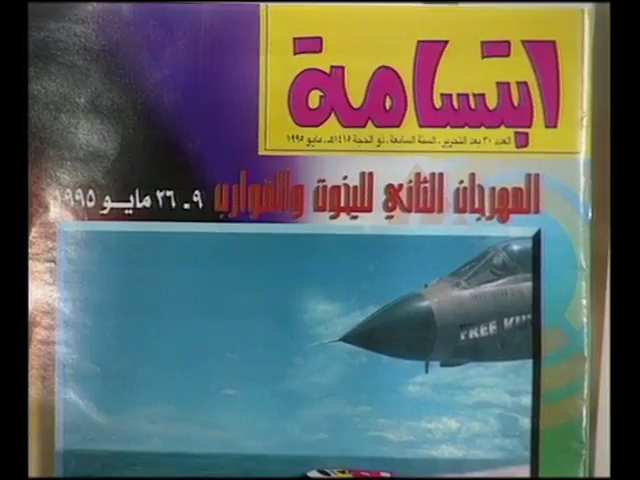 ابتسامة
العدد ٣٠ بعد التحرير ـ السنة السابعة ـ ذو الحجة ١٤١٥هـ ـ مايو ١٩٩٥
المهرجان الثاني لليخوت والقوارب ٩ـ ٢٦ مايو ١٩٩٥
FREE KU